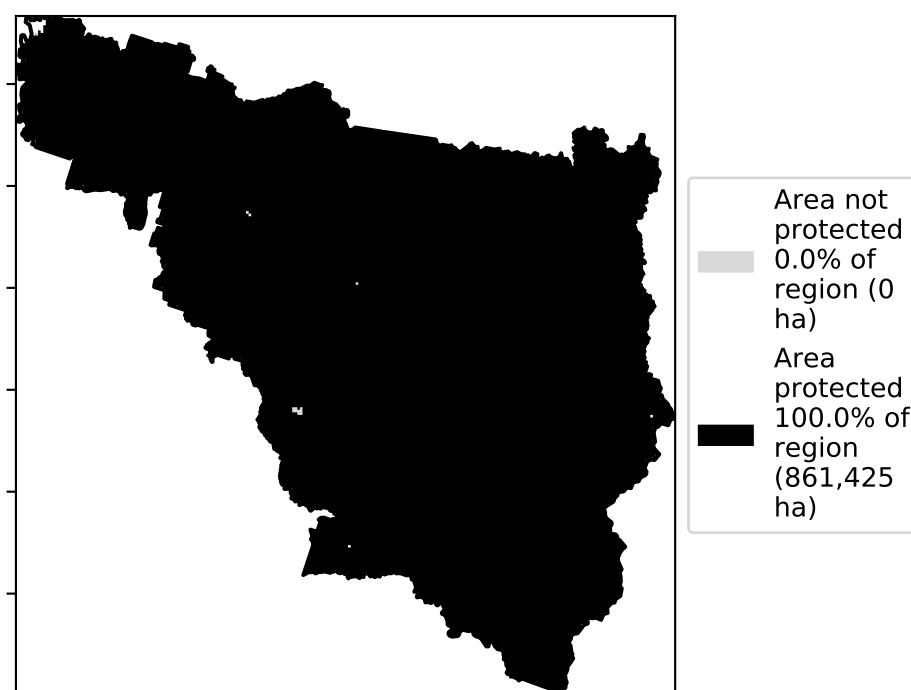 Area not
protected
0.0% of
region (0
ha)
Area
protected
100.0% of
region
(861,425
ha)